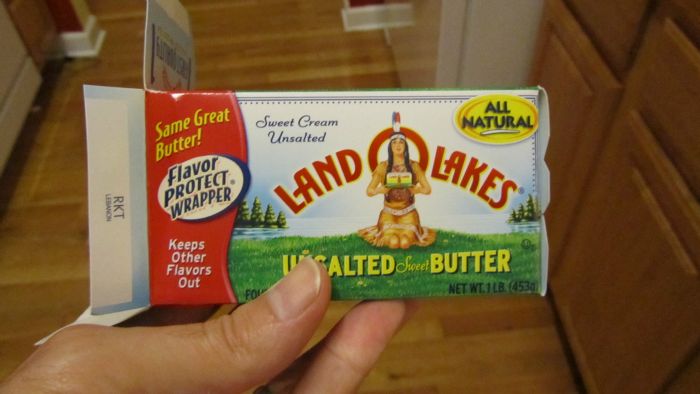 Same Great
Butter!
Flavor
PROTECT
WRAPPER
Keeps
Other
Flavors
Out
Sweet Cream
Unsalted
ALL
NATURAL
LAND O LAKES®
UNSALTED Sweet BUTTER
NET WT. 1 LB. (453g
RKT
LEBANON